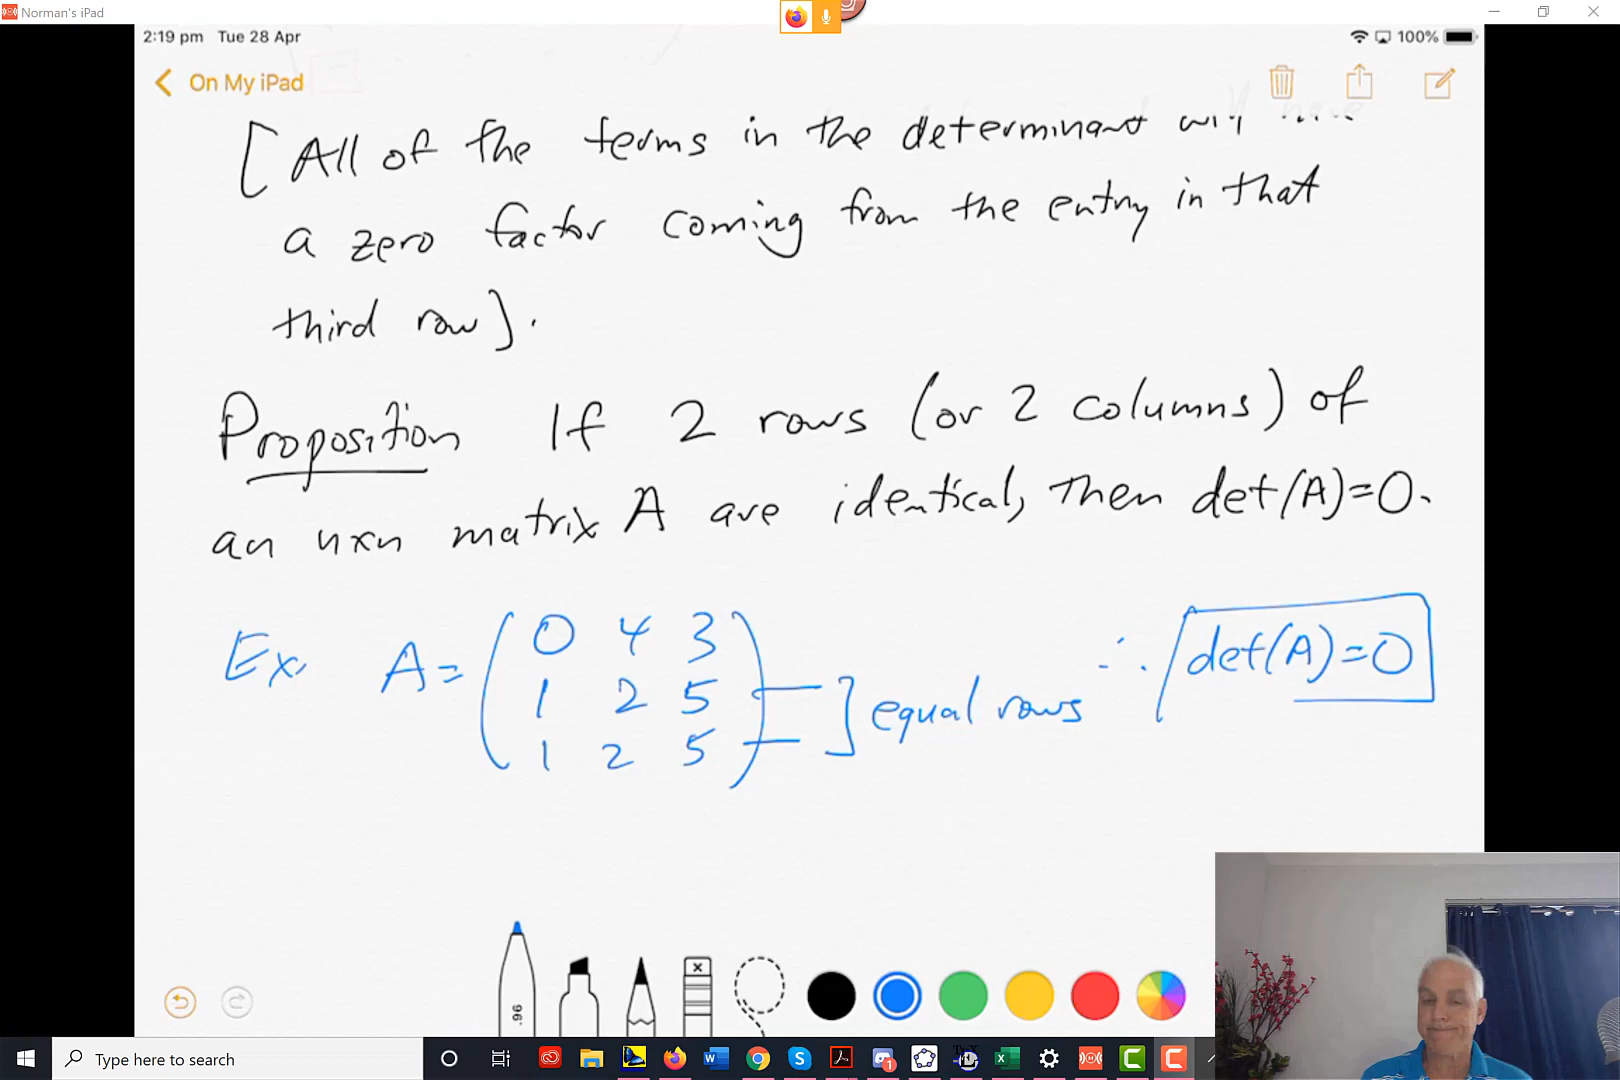 Norman's iPad
2:19 pm Tue 28 Apr
100%
On My iPad
[All of the terms in the determinant will
a zero factor coming from the entry in that
third row].
Proposition If 2 rows (or 2 columns) of
an nxn matrix A are identical, then det(A)=0.
Ex. A = ( 0 4 3
1 2 5
1 2 5 ) ] equal rows ∴ det(A)=0
.96
Type here to search